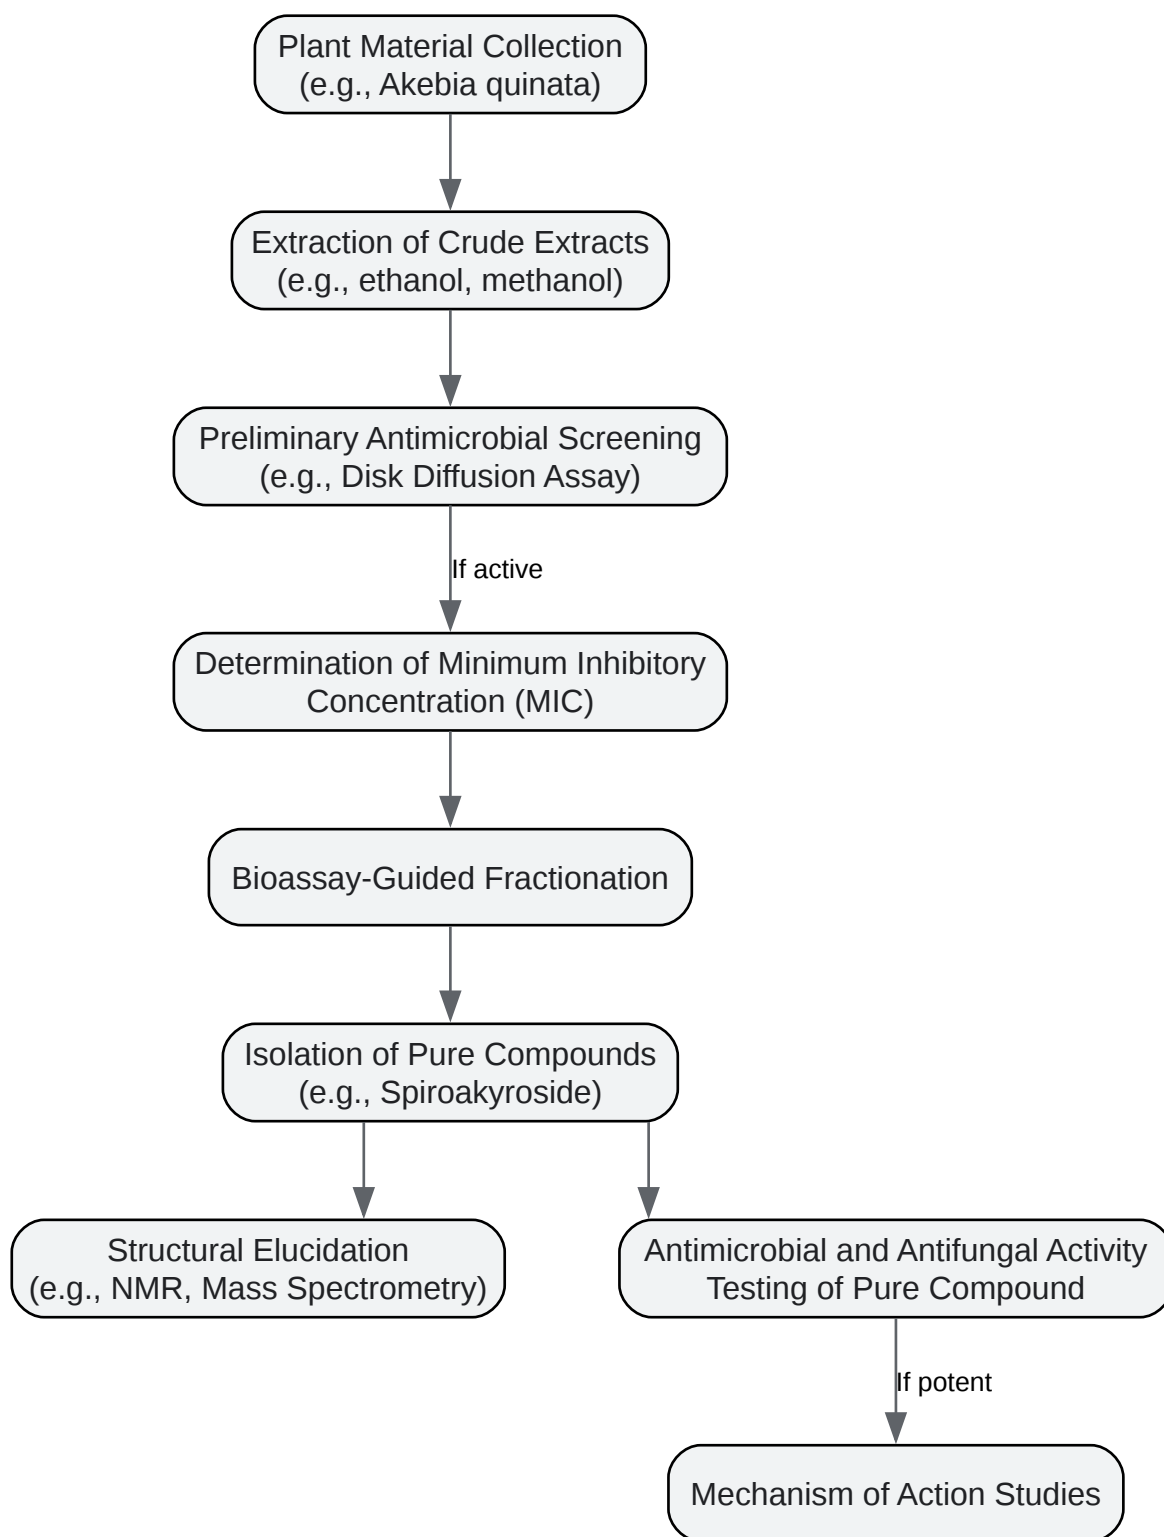 Plant Material Collection
(e.g., Akebia quinata)
Extraction of Crude Extracts
(e.g., ethanol, methanol)
Preliminary Antimicrobial Screening
(e.g., Disk Diffusion Assay)
If active
Determination of Minimum Inhibitory
Concentration (MIC)
Bioassay-Guided Fractionation
Isolation of Pure Compounds
(e.g., Spiroakyroside)
Structural Elucidation
(e.g., NMR, Mass Spectrometry)
Antimicrobial and Antifungal Activity
Testing of Pure Compound
If potent
Mechanism of Action Studies